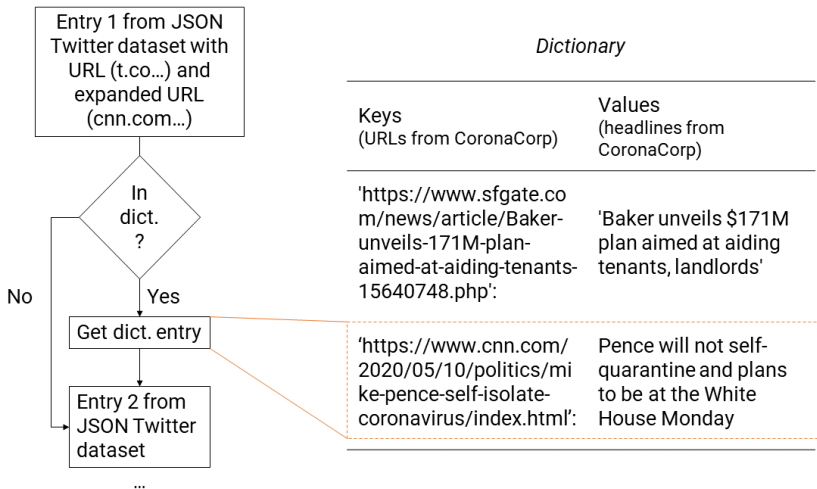 Entry 1 from JSON
Twitter dataset with
URL (t.co…) and
expanded URL
(cnn.com…)
In
dict.
?
No
Yes
Get dict. entry
Entry 2 from
JSON Twitter
dataset
…
Dictionary
Keys
(URLs from CoronaCorp)
Values
(headlines from
CoronaCorp)
'https://www.sfgate.co
m/news/article/Baker-
unveils-171M-plan-
aimed-at-aiding-tenants-
15640748.php':
'Baker unveils $171M
plan aimed at aiding
tenants, landlords'
‘https://www.cnn.com/
2020/05/10/politics/mi
ke-pence-self-isolate-
coronavirus/index.html’:
Pence will not self-
quarantine and plans
to be at the White
House Monday